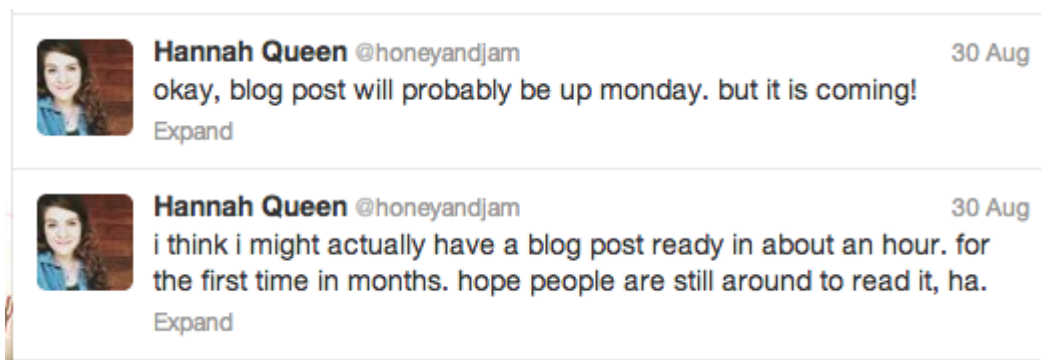 Hannah Queen @honeyandjam 30 Aug
okay, blog post will probably be up monday. but it is coming!
Expand
Hannah Queen @honeyandjam 30 Aug
i think i might actually have a blog post ready in about an hour. for
the first time in months. hope people are still around to read it, ha.
Expand